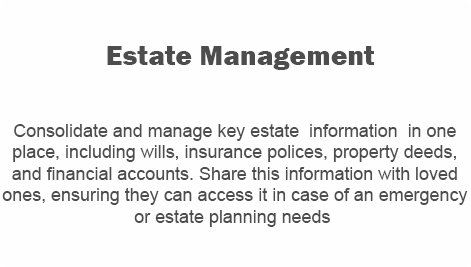 Estate Management
Consolidate and manage key estate information in one
place, including wills, insurance polices, property deeds,
and financial accounts. Share this information with loved
ones, ensuring they can access it in case of an emergency
or estate planning needs